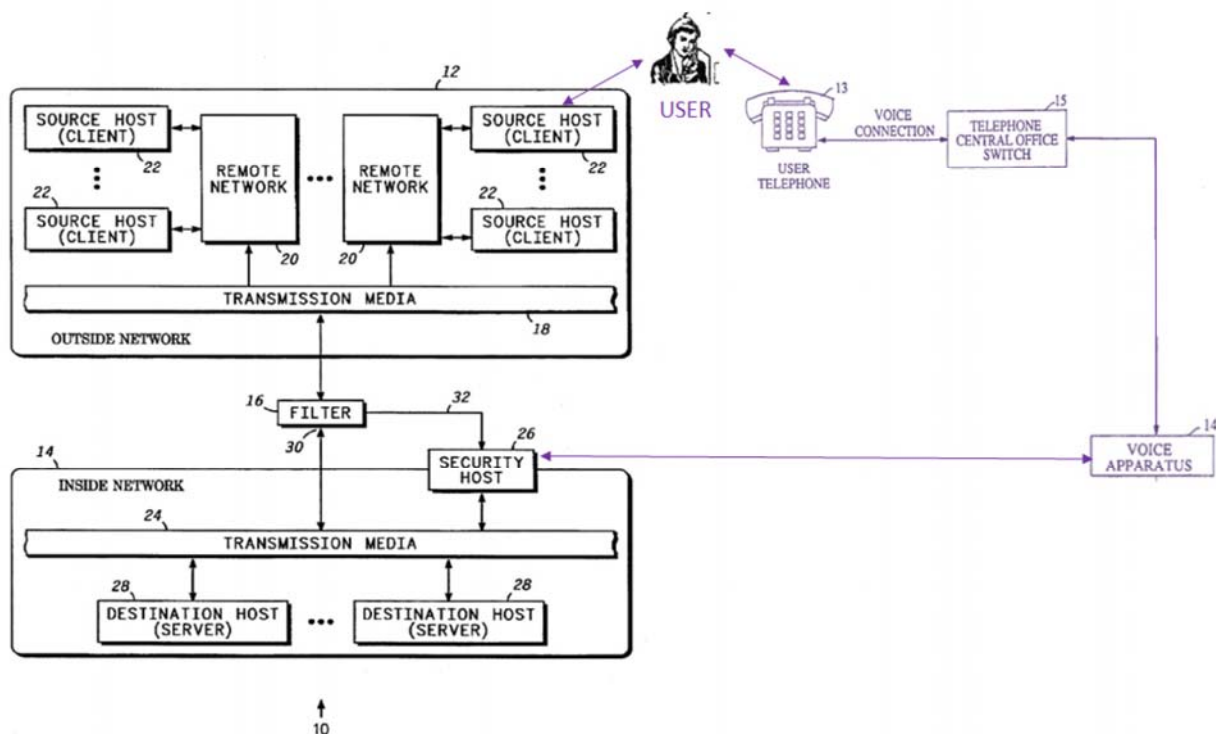 USER
13
VOICE
CONNECTION
15
TELEPHONE
CENTRAL OFFICE
SWITCH
USER
TELEPHONE
12
SOURCE HOST
(CLIENT)
22
REMOTE
NETWORK
20
REMOTE
NETWORK
20
SOURCE HOST
(CLIENT)
22
22
SOURCE HOST
(CLIENT)
22
SOURCE HOST
(CLIENT)
TRANSMISSION MEDIA
18
OUTSIDE NETWORK
16
FILTER
30
32
26
SECURITY
HOST
14
VOICE
APPARATUS
14
INSIDE NETWORK
24
TRANSMISSION MEDIA
28
DESTINATION HOST
(SERVER)
28
DESTINATION HOST
(SERVER)
10